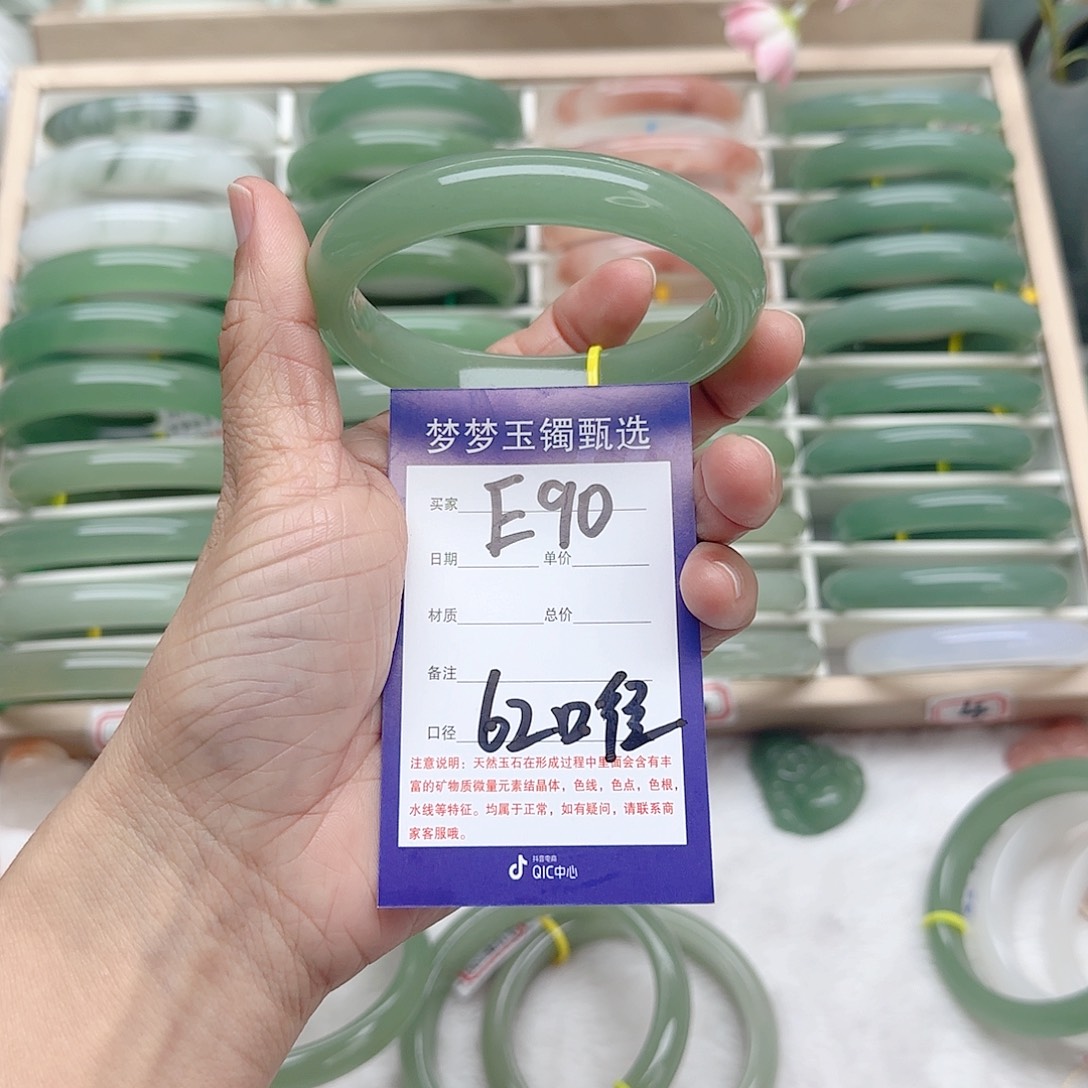 梦梦玉镯甄选
买家 E90
日期 单价
材质 总价
备注
口径 62口径
注意说明：天然玉石在形成过程中里面会含有丰
富的矿物质微量元素结晶体，色线，色点，色根，
水线等特征。均属于正常，如有疑问，请联系商
家客服哦。
抖音电商
QIC中心